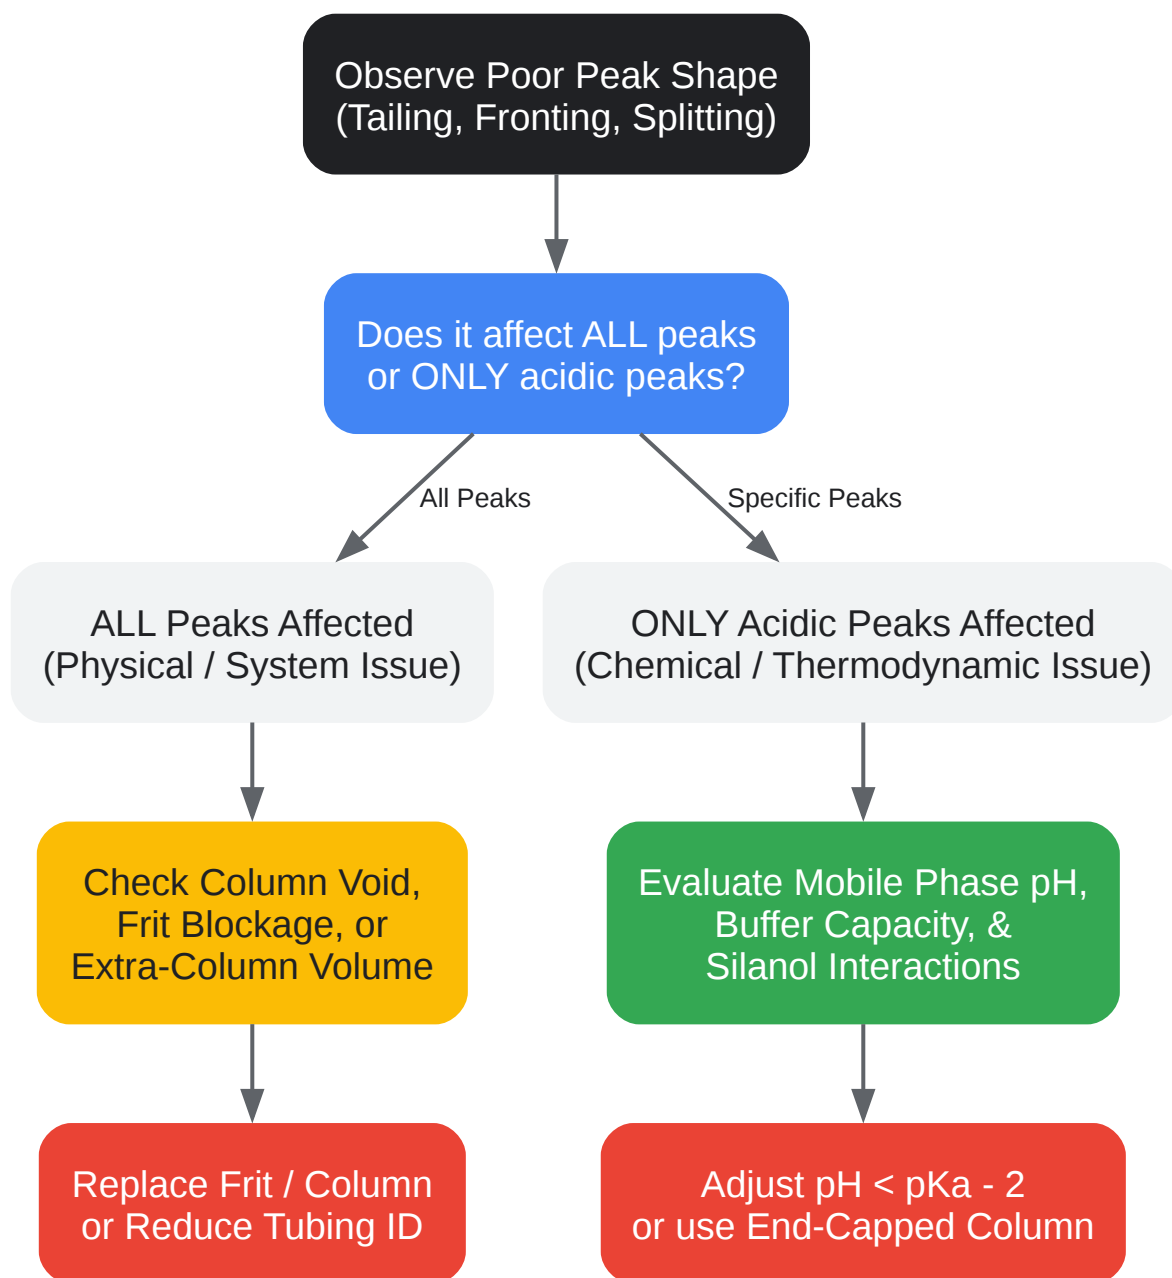 Observe Poor Peak Shape
(Tailing, Fronting, Splitting)
Does it affect ALL peaks
or ONLY acidic peaks?
All Peaks
Specific Peaks
ALL Peaks Affected
(Physical / System Issue)
ONLY Acidic Peaks Affected
(Chemical / Thermodynamic Issue)
Check Column Void,
Frit Blockage, or
Extra-Column Volume
Evaluate Mobile Phase pH,
Buffer Capacity, &
Silanol Interactions
Replace Frit / Column
or Reduce Tubing ID
Adjust pH < pKa - 2
or use End-Capped Column